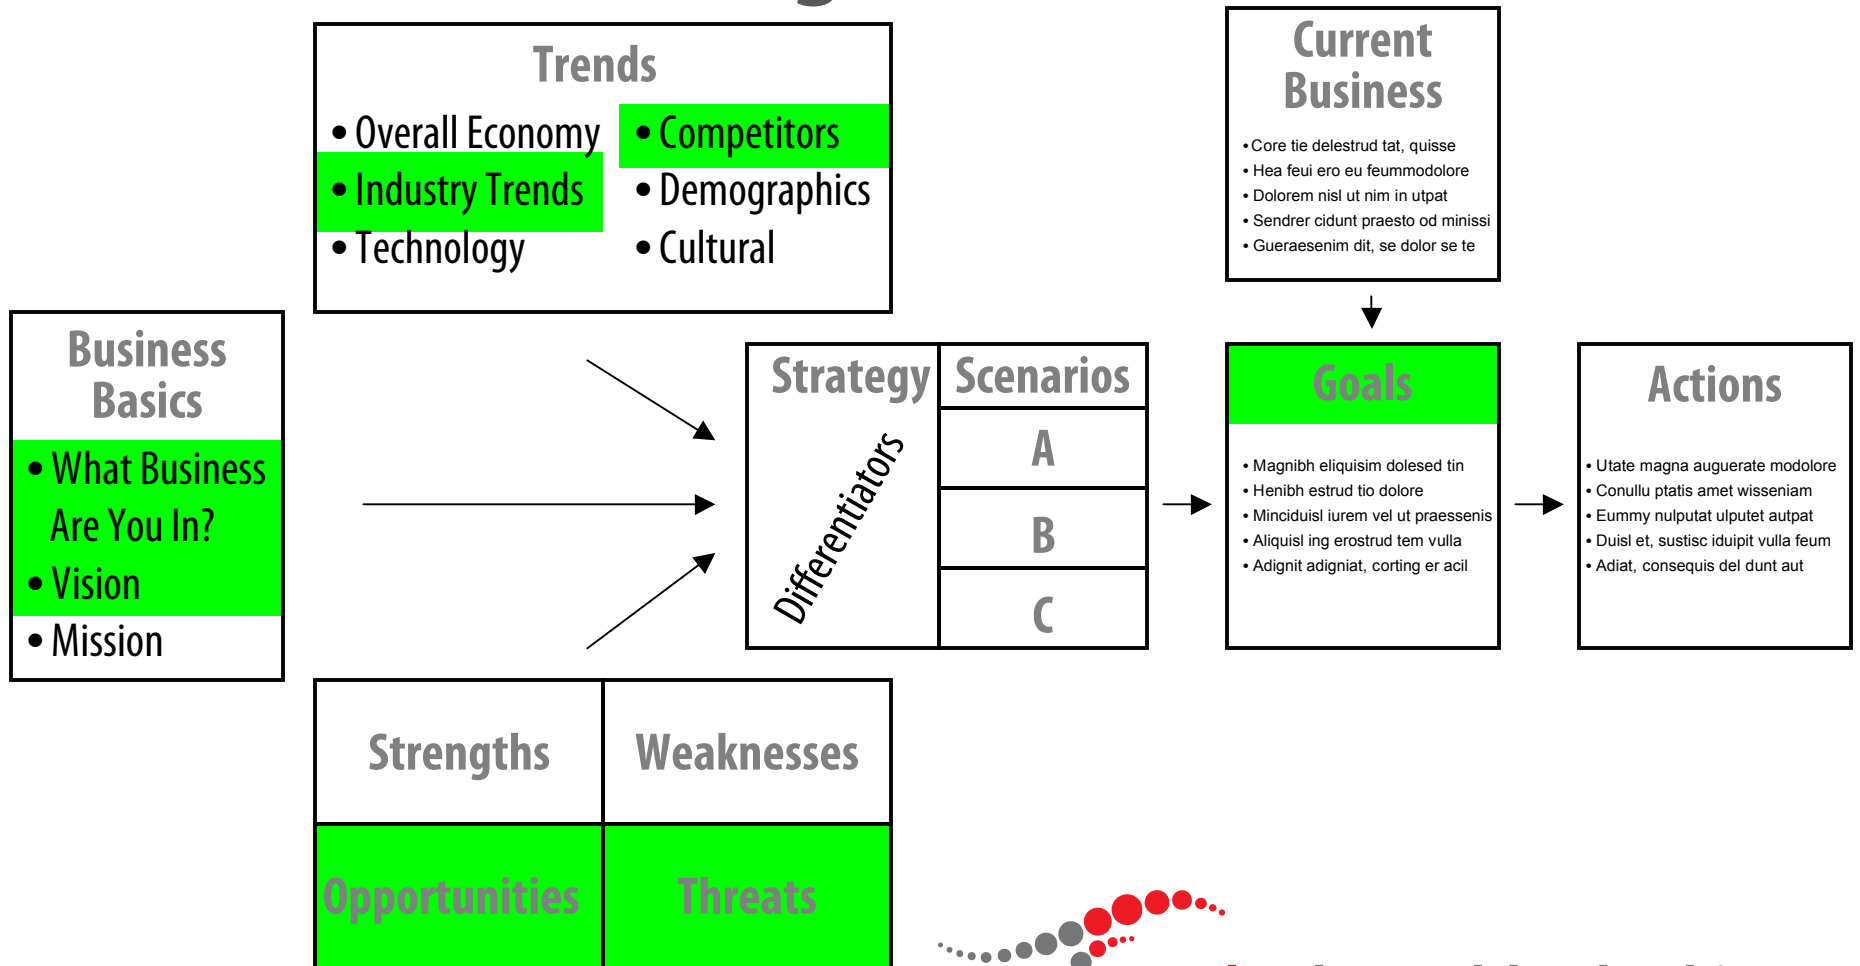 Trends
• Overall Economy
• Industry Trends
• Technology
• Competitors
• Demographics
• Cultural
Current
Business
• Core tie delestrud tat, quisse
• Hea feui ero eu feummodolore
• Dolorem nisl ut nim in utpat
• Sendrer cidunt praesto od minissi
• Gueraesenim dit, se dolor se te
Business
Basics
• What Business
Are You In?
• Vision
• Mission
Strategy
Differentiators
Scenarios
A
B
C
Goals
• Magnibh eliquisim dolesed tin
• Henibh estrud tio dolore
• Minciduisl iurem vel ut praessenis
• Aliquisl ing erostrud tem vulla
• Adignit adigniat, corting er acil
Actions
• Utate magna auguerate modolore
• Conullu ptatis amet wisseniam
• Eummy nulputat ulputet autpat
• Duisl et, sustisc iduipit vulla feum
• Adiat, consequis del dunt aut
Strengths
Weaknesses
Opportunities
Threats